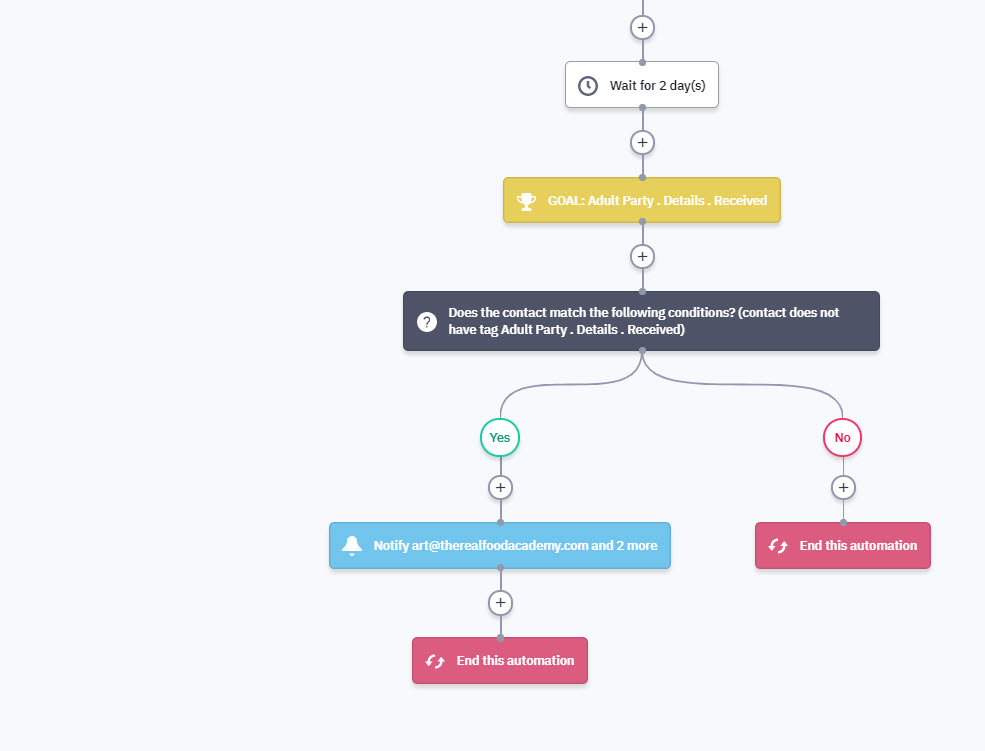 Wait for 2 day(s)
GOAL: Adult Party . Details . Received
Does the contact match the following conditions? (contact does not
have tag Adult Party . Details . Received)
Yes
No
Notify art@therealfoodacademy.com and 2 more
End this automation
End this automation